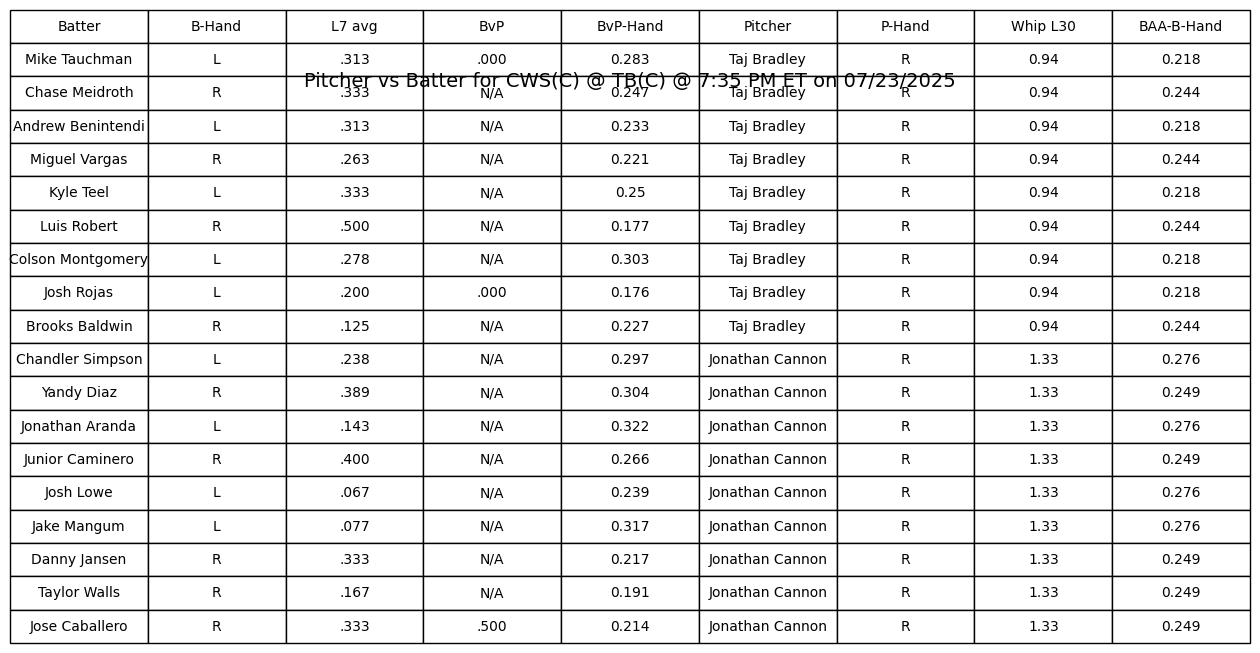 Batter B-Hand L7 avg BvP BvP-Hand Pitcher P-Hand Whip L30 BAA-B-Hand
Mike Tauchman L .313 .000 0.283 Taj Bradley R 0.94 0.218
Pitcher vs Batter for CWS(C) @ TB(C) @ 7:35 PM ET on 07/23/2025
Chase Meidroth R .333 N/A 0.247 Taj Bradley R 0.94 0.244
Andrew Benintendi L .313 N/A 0.233 Taj Bradley R 0.94 0.218
Miguel Vargas R .263 N/A 0.221 Taj Bradley R 0.94 0.244
Kyle Teel L .333 N/A 0.25 Taj Bradley R 0.94 0.218
Luis Robert R .500 N/A 0.177 Taj Bradley R 0.94 0.244
Colson Montgomery L .278 N/A 0.303 Taj Bradley R 0.94 0.218
Josh Rojas L .200 .000 0.176 Taj Bradley R 0.94 0.218
Brooks Baldwin R .125 N/A 0.227 Taj Bradley R 0.94 0.244
Chandler Simpson L .238 N/A 0.297 Jonathan Cannon R 1.33 0.276
Yandy Diaz R .389 N/A 0.304 Jonathan Cannon R 1.33 0.249
Jonathan Aranda L .143 N/A 0.322 Jonathan Cannon R 1.33 0.276
Junior Caminero R .400 N/A 0.266 Jonathan Cannon R 1.33 0.249
Josh Lowe L .067 N/A 0.239 Jonathan Cannon R 1.33 0.276
Jake Mangum L .077 N/A 0.317 Jonathan Cannon R 1.33 0.276
Danny Jansen R .333 N/A 0.217 Jonathan Cannon R 1.33 0.249
Taylor Walls R .167 N/A 0.191 Jonathan Cannon R 1.33 0.249
Jose Caballero R .333 .500 0.214 Jonathan Cannon R 1.33 0.249